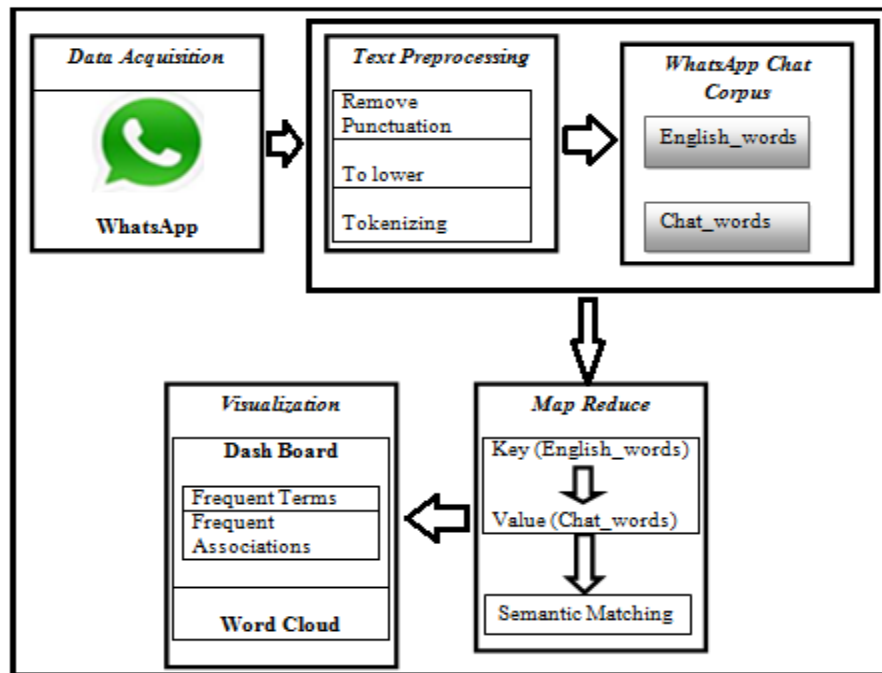 Data Acquisition
WhatsApp
Text Preprocessing
Remove
Punctuation
To lower
Tokenizing
WhatsApp Chat
Corpus
English_words
Chat_words
Map Reduce
Key (English_words)
Value (Chat_words)
Semantic Matching
Visualization
Dash Board
Frequent Terms
Frequent
Associations
Word Cloud